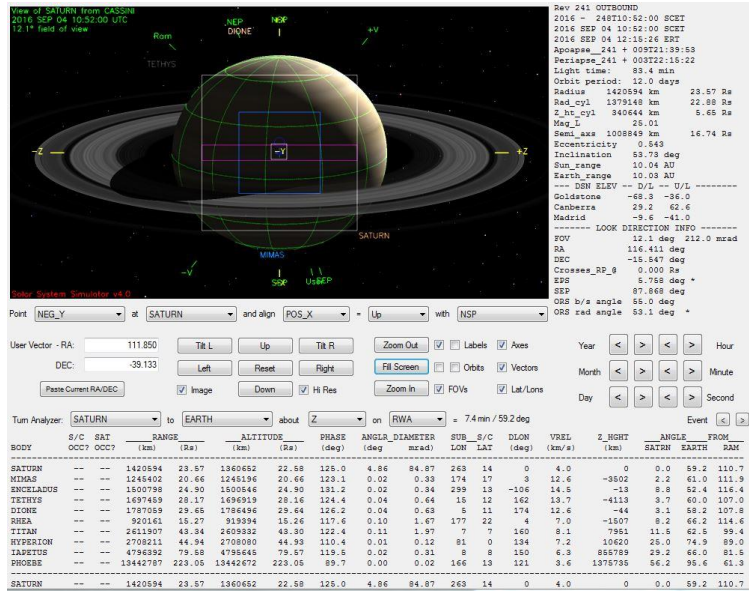 View of SATURN from CASSINI
2016 SEP 04 10:52:00 UTC
12.1° field of view
Ram
TETHYS
NEP
DIONE
NSP
+V
-Z
-Y
+Z
SATURN
MIMAS
-V
SSP
Solar System Simulator v4.0
Rev 241 OUTBOUND
2016 - 248T10:52:00 SCET
2016 SEP 04 10:52:00 SCET
2016 SEP 04 12:15:26 ERT
Apoapse_241 + 009T21:39:53
Periapse_241 + 003T22:15:22
Light time: 83.4 min
Orbit period: 12.0 days
Radius 1420594 km 23.57 Rs
Rad_cyl 1379148 km 22.88 Rs
Z_ht_cyl 340644 km 5.65 Rs
Mag_L 25.01
Semi_axs 1008849 km 16.74 Rs
Eccentricity 0.543
Inclination 53.73 deg
Sun_range 10.04 AU
Earth_range 10.03 AU
--- DSN ELEV -- D/L -- U/L -------
Goldstone -68.3 -36.0
Canberra 29.2 62.6
Madrid -9.6 -41.0
------- LOOK DIRECTION INFO -------
FOV 12.1 deg 212.0 mrad
RA 116.411 deg
DEC -15.547 deg
Crosses_RP_@ 0.000 Rs
EPS 5.758 deg *
SEP 87.868 deg
ORS b/s angle 55.0 deg
ORS rad angle 53.1 deg *
Point NEG_Y at SATURN and align POS_X = Up with NSP
User Vector - RA: 111.850 Tilt L Up Tilt R Zoom Out Labels Axes Year < > < > Hour
DEC: -39.133 Left Reset Right Fill Screen Orbits Vectors Month < > < > Minute
Paste Current RA/DEC Image Down Hi Res Zoom In FOVs Lat/Lons Day < > < > Second
Turn Analyzer: SATURN to EARTH about Z on RWA = 7.4 min / 59.2 deg Event < >
S/C SAT RANGE ALTITUDE PHASE ANGLR_DIAMETER SUB_S/C DLON VREL Z_HGHT ANGLE FROM
BODY OCC? OCC? (km) (Rs) (km) (Rs) (deg) (deg mrad) LON LAT (deg) (km/s) (km) SATRN EARTH RAM
SATURN -- -- 1420594 23.57 1360652 22.58 125.0 4.86 84.87 263 14 0 4.0 0 0.0 59.2 110.7
MIMAS -- -- 1245402 20.66 1245196 20.66 123.1 0.02 0.33 174 17 3 12.6 -3502 2.2 61.0 111.9
ENCELADUS -- -- 1500798 24.90 1500546 24.90 131.2 0.02 0.34 299 13 -106 14.5 -13 8.8 52.4 116.4
TETHYS -- -- 1697459 28.17 1696919 28.16 124.4 0.04 0.64 15 12 162 13.7 -4113 3.7 60.0 107.0
DIONE -- -- 1787059 29.65 1786496 29.64 126.2 0.04 0.63 5 11 174 12.6 -44 3.1 58.2 107.8
RHEA -- -- 920161 15.27 919394 15.26 117.6 0.10 1.67 177 22 4 7.0 -1507 8.2 66.2 114.6
TITAN -- -- 2611907 43.34 2609332 43.30 122.4 0.11 1.97 7 7 160 8.1 7951 11.5 62.5 99.4
HYPERION -- -- 2708211 44.94 2708080 44.93 110.4 0.01 0.12 81 0 134 7.2 10620 25.0 74.9 89.0
IAPETUS -- -- 4796392 79.58 4795645 79.57 119.5 0.02 0.31 8 8 150 6.3 855789 29.2 66.0 81.5
PHOEBE -- -- 13442787 223.05 13442672 223.05 89.7 0.00 0.02 166 13 121 3.6 1375735 56.2 95.6 61.3
SATURN -- -- 1420594 23.57 1360652 22.58 125.0 4.86 84.87 263 14 0 4.0 0 0.0 59.2 110.7